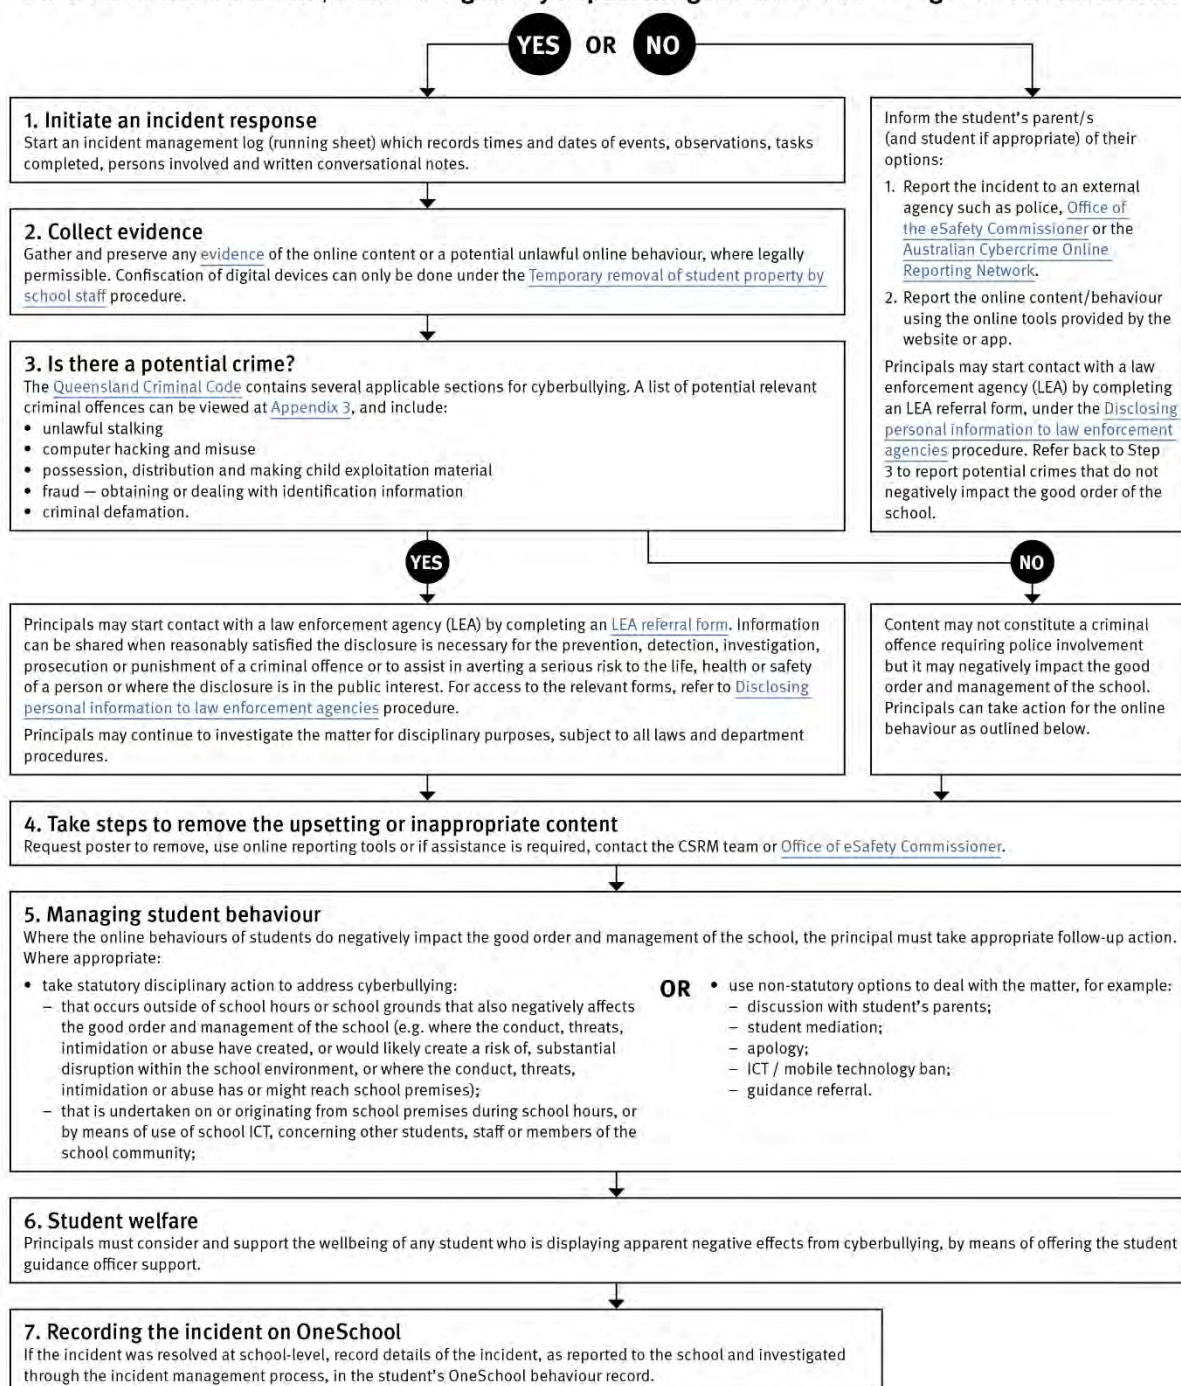 YES OR NO
1. Initiate an incident response
Start an incident management log (running sheet) which records times and dates of events, observations, tasks
completed, persons involved and written conversational notes.
2. Collect evidence
Gather and preserve any evidence of the online content or a potential unlawful online behaviour, where legally
permissible. Confiscation of digital devices can only be done under the Temporary removal of student property by
school staff procedure.
3. Is there a potential crime?
The Queensland Criminal Code contains several applicable sections for cyberbullying. A list of potential relevant
criminal offences can be viewed at Appendix 3, and include:
• unlawful stalking
• computer hacking and misuse
• possession, distribution and making child exploitation material
• fraud — obtaining or dealing with identification information
• criminal defamation.
Inform the student's parent/s
(and student if appropriate) of their
options:
1. Report the incident to an external
agency such as police, Office of
the eSafety Commissioner or the
Australian Cybercrime Online
Reporting Network.
2. Report the online content/behaviour
using the online tools provided by the
website or app.
Principals may start contact with a law
enforcement agency (LEA) by completing
an LEA referral form, under the Disclosing
personal information to law enforcement
agencies procedure. Refer back to Step
3 to report potential crimes that do not
negatively impact the good order of the
school.
YES
NO
Principals may start contact with a law enforcement agency (LEA) by completing an LEA referral form. Information
can be shared when reasonably satisfied the disclosure is necessary for the prevention, detection, investigation,
prosecution or punishment of a criminal offence or to assist in averting a serious risk to the life, health or safety
of a person or where the disclosure is in the public interest. For access to the relevant forms, refer to Disclosing
personal information to law enforcement agencies procedure.
Principals may continue to investigate the matter for disciplinary purposes, subject to all laws and department
procedures.
Content may not constitute a criminal
offence requiring police involvement
but it may negatively impact the good
order and management of the school.
Principals can take action for the online
behaviour as outlined below.
4. Take steps to remove the upsetting or inappropriate content
Request poster to remove, use online reporting tools or if assistance is required, contact the CSRM team or Office of eSafety Commissioner.
5. Managing student behaviour
Where the online behaviours of students do negatively impact the good order and management of the school, the principal must take appropriate follow-up action.
Where appropriate:
• take statutory disciplinary action to address cyberbullying:
– that occurs outside of school hours or school grounds that also negatively affects
the good order and management of the school (e.g. where the conduct, threats,
intimidation or abuse have created, or would likely create a risk of, substantial
disruption within the school environment, or where the conduct, threats,
intimidation or abuse has or might reach school premises);
– that is undertaken on or originating from school premises during school hours, or
by means of use of school ICT, concerning other students, staff or members of the
school community;
OR
• use non-statutory options to deal with the matter, for example:
– discussion with student's parents;
– student mediation;
– apology;
– ICT / mobile technology ban;
– guidance referral.
6. Student welfare
Principals must consider and support the wellbeing of any student who is displaying apparent negative effects from cyberbullying, by means of offering the student
guidance officer support.
7. Recording the incident on OneSchool
If the incident was resolved at school-level, record details of the incident, as reported to the school and investigated
through the incident management process, in the student's OneSchool behaviour record.